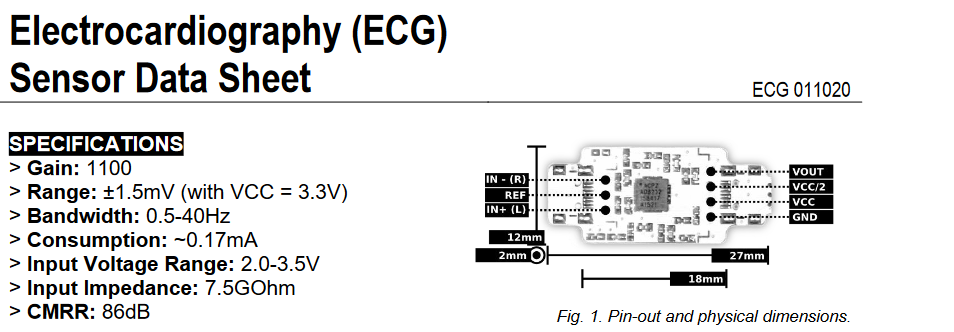 Electrocardiography (ECG)
Sensor Data Sheet
ECG 011020
SPECIFICATIONS
> Gain: 1100
> Range: ±1.5mV (with VCC = 3.3V)
> Bandwidth: 0.5-40Hz
> Consumption: ~0.17mA
> Input Voltage Range: 2.0-3.5V
> Input Impedance: 7.5GOhm
> CMRR: 86dB
IN - (R)
REF
IN+ (L)
VOUT
VCC/2
VCC
GND
12mm
2mm
27mm
18mm
Fig. 1. Pin-out and physical dimensions.